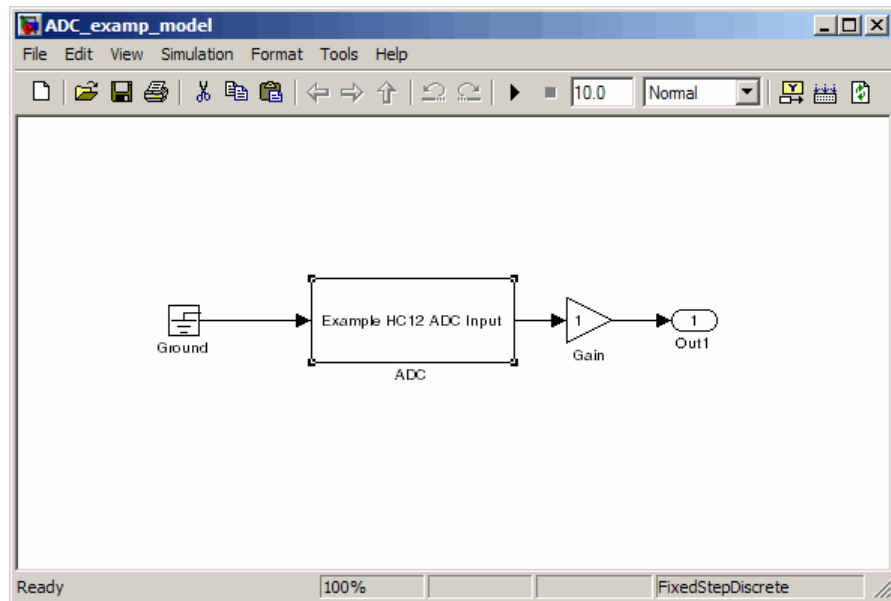 ADC_examp_model
File Edit View Simulation Format Tools Help
10.0 Normal
Example HC12 ADC Input
1
1
Ground
ADC
Gain
Out1
Ready 100% FixedStepDiscrete